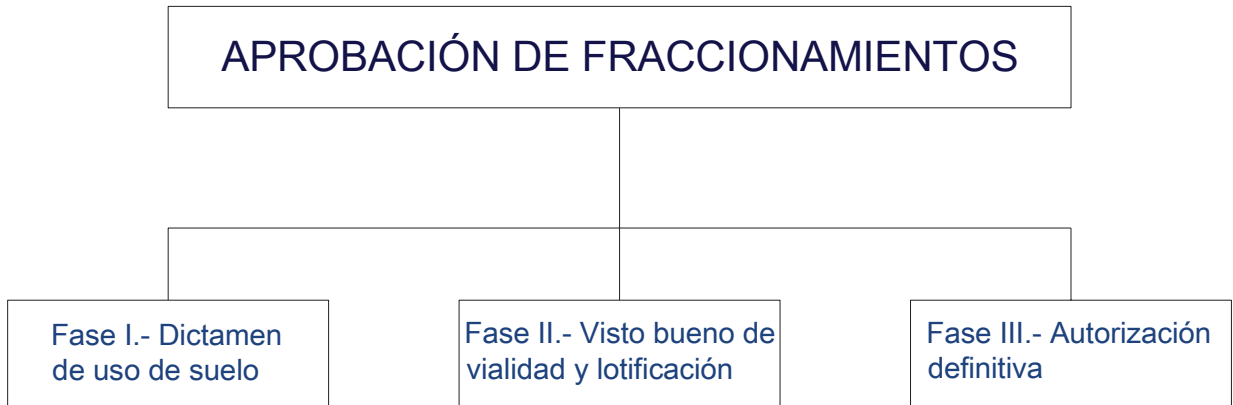 APROBACIÓN DE FRACCIONAMIENTOS
Fase I.- Dictamen
de uso de suelo
Fase II.- Visto bueno de
vialidad y lotificación
Fase III.- Autorización
definitiva